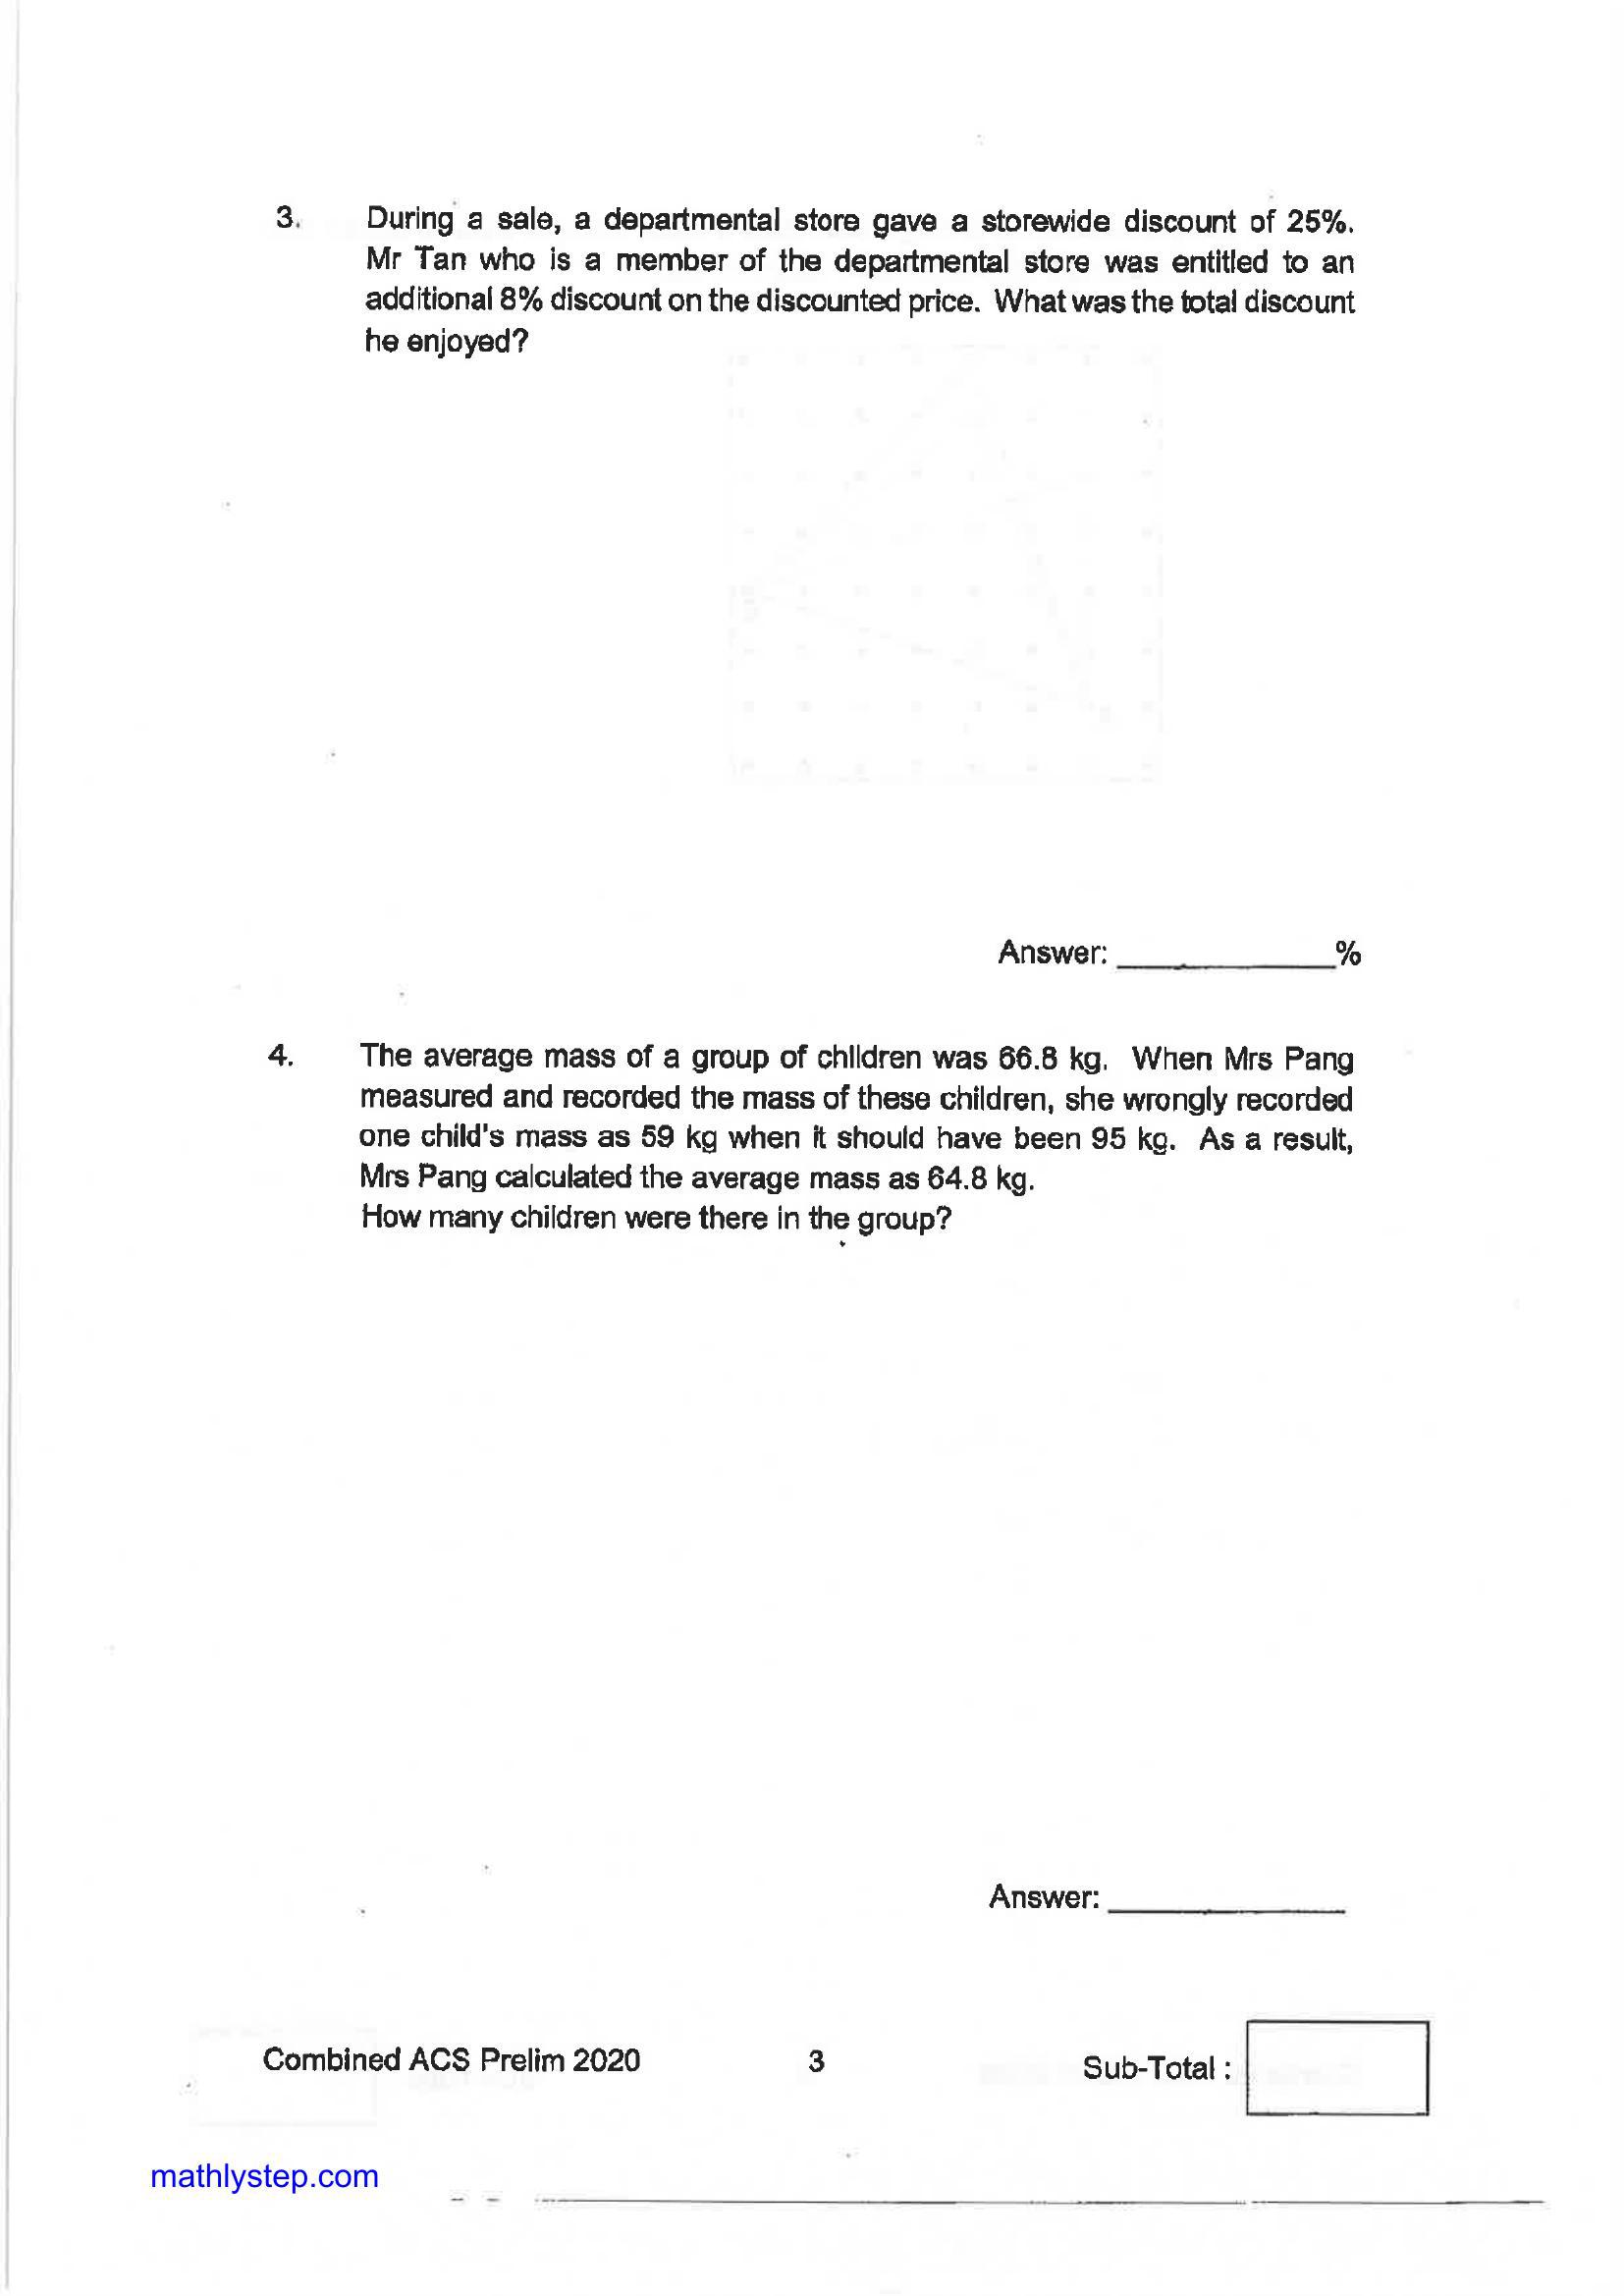 3. During a sale, a departmental store gave a storewide discount of 25%.
Mr Tan who is a member of the departmental store was entitled to an
additional 8% discount on the discounted price. What was the total discount
he enjoyed?
Answer: ______________%
4. The average mass of a group of children was 66.8 kg. When Mrs Pang
measured and recorded the mass of these children, she wrongly recorded
one child's mass as 59 kg when it should have been 95 kg. As a result,
Mrs Pang calculated the average mass as 64.8 kg.
How many children were there in the group?
Answer: ______________
Combined ACS Prelim 2020 3 Sub-Total :
mathlystep.com